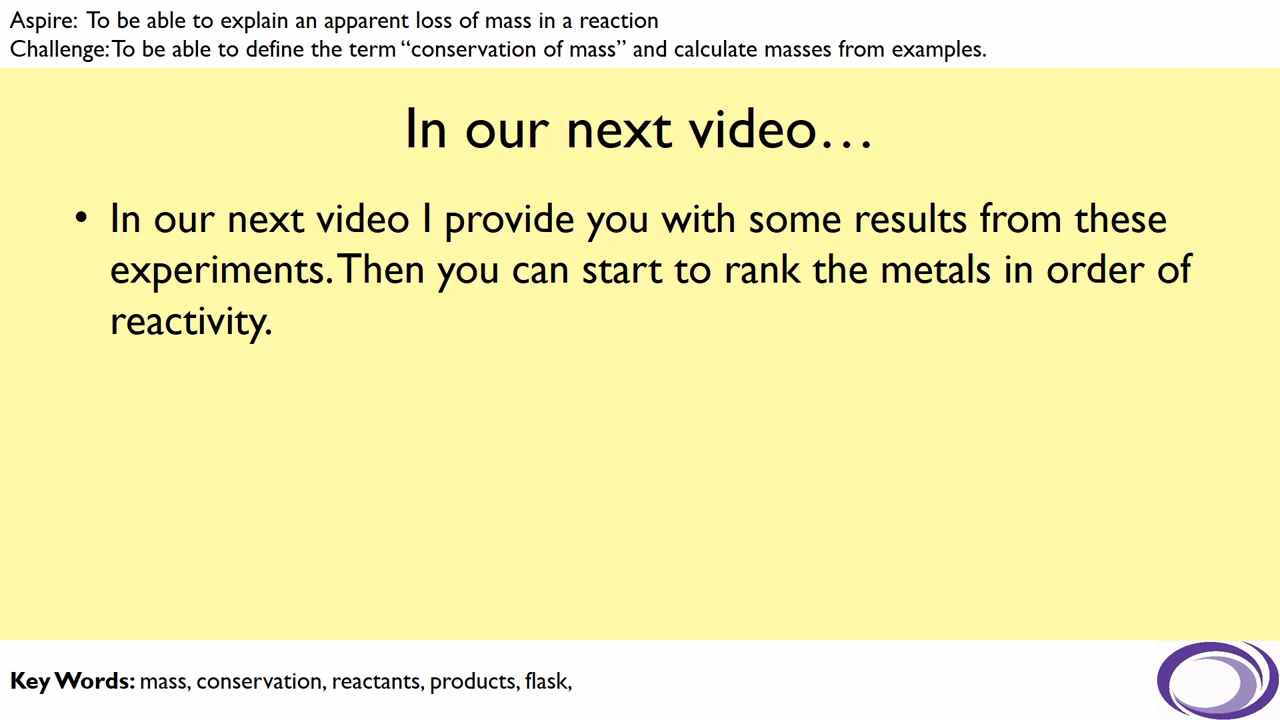 Aspire: To be able to explain an apparent loss of mass in a reaction
Challenge: To be able to define the term “conservation of mass” and calculate masses from examples.
In our next video…
• In our next video I provide you with some results from these
experiments. Then you can start to rank the metals in order of
reactivity.
Key Words: mass, conservation, reactants, products, flask,